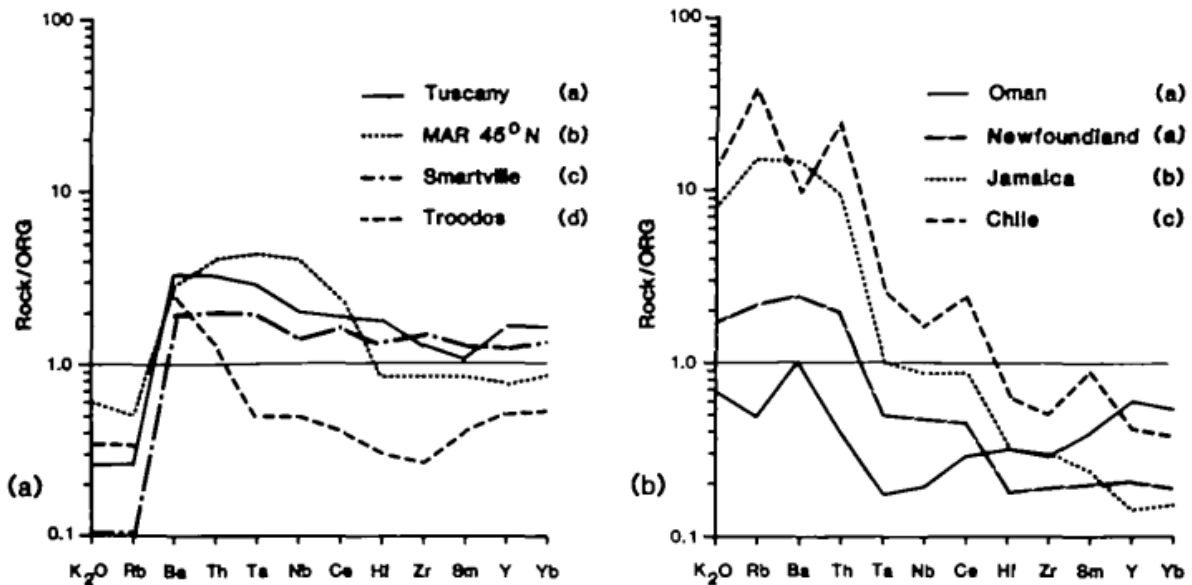 100
10
1.0
0.1
Rock/ORG
Tuscany (a)
MAR 45° N (b)
Smartville (c)
Troodos (d)
(a)
K₂O Rb Ba Th Ta Nb Ce Hf Zr Sm Y Yb
100
10
1.0
0.1
Rock/ORG
Oman (a)
Newfoundland (a)
Jamaica (b)
Chile (c)
(b)
K₂O Rb Ba Th Ta Nb Ce Hf Zr Sm Y Yb